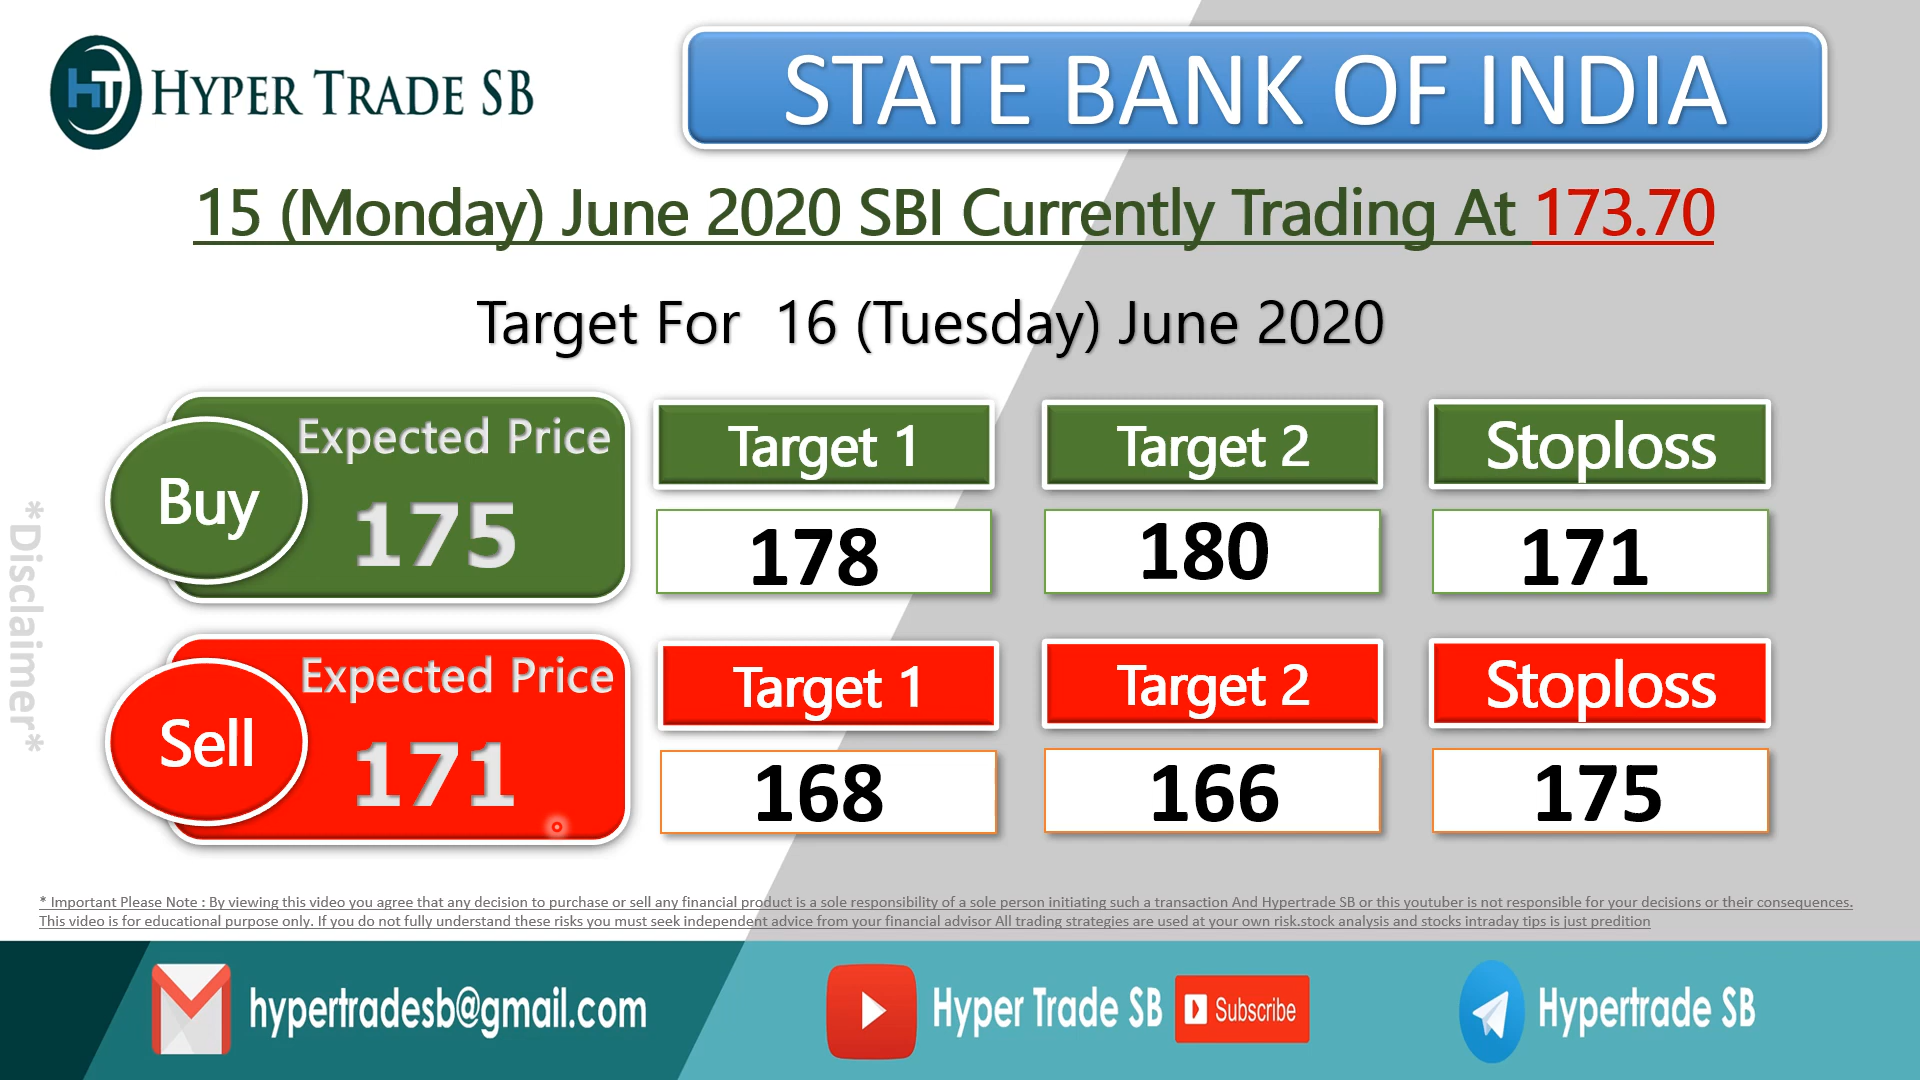 HT HYPER TRADE SB
STATE BANK OF INDIA
15 (Monday) June 2020 SBI Currently Trading At 173.70
Target For 16 (Tuesday) June 2020
Buy
Expected Price
175
Target 1
178
Target 2
180
Stoploss
171
Sell
Expected Price
171
Target 1
168
Target 2
166
Stoploss
175
*Disclaimer*
* Important Please Note : By viewing this video you agree that any decision to purchase or sell any financial product is a sole responsibility of a sole person initiating such a transaction And Hypertrade SB or this youtuber is not responsible for your decisions or their consequences.
This video is for educational purpose only. If you do not fully understand these risks you must seek independent advice from your financial advisor All trading strategies are used at your own risk.stock analysis and stocks intraday tips is just predition
hypertradesb@gmail.com
Hyper Trade SB
Subscribe
Hypertrade SB